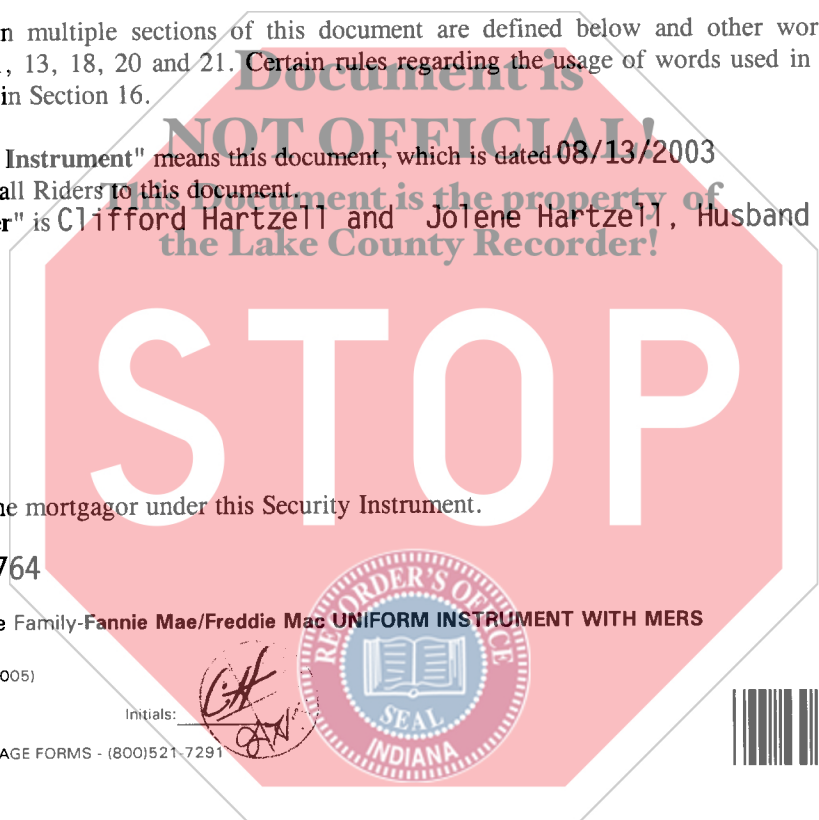 n multiple sections of this document are defined below and other wor
, 13, 18, 20 and 21. Certain rules regarding the usage of words used in
in Section 16.
Document is
NOT OFFICIAL!
This Document is the property of
the Lake County Recorder!
Instrument" means this document, which is dated 08/13/2003
all Riders to this document.
r" is Clifford Hartzell and Jolene Hartzell, Husband
STOP
ne mortgagor under this Security Instrument.
764
e Family-Fannie Mae/Freddie Mac UNIFORM INSTRUMENT WITH MERS
005)
Initials: CH
JAH
AGE FORMS - (800)521-7291
RECORDER'S OFFICE
SEAL
INDIANA